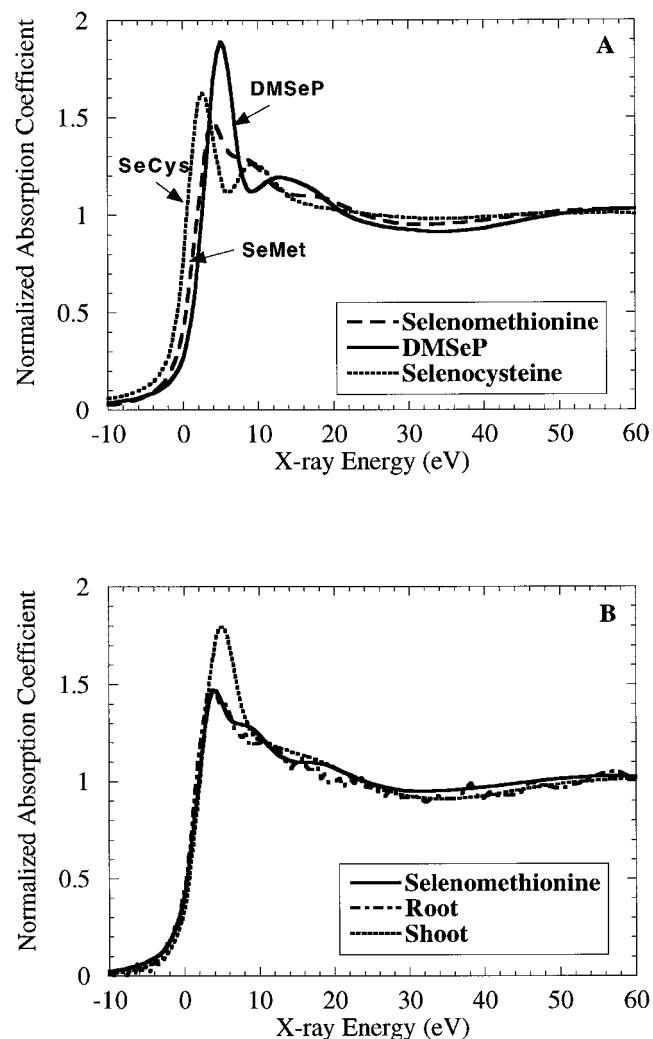 2
A
Normalized Absorption Coefficient
DMSeP
1.5
SeCys
1
SeMet
0.5
Selenomethionine
DMSeP
Selenocysteine
0
-10 0 10 20 30 40 50 60
X-ray Energy (eV)
2
B
Normalized Absorption Coefficient
1.5
1
0.5
Selenomethionine
Root
Shoot
0
-10 0 10 20 30 40 50 60
X-ray Energy (eV)